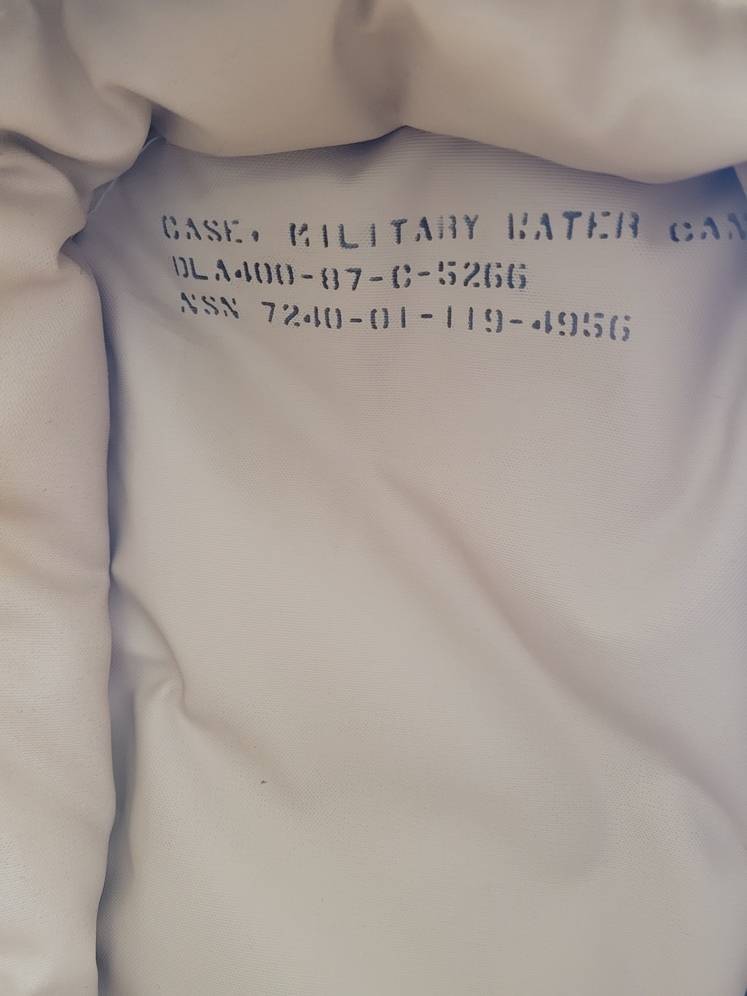 CASE, MILITARY WATER CAN
DLA400-87-C-5266
NSN 7240-01-119-4956